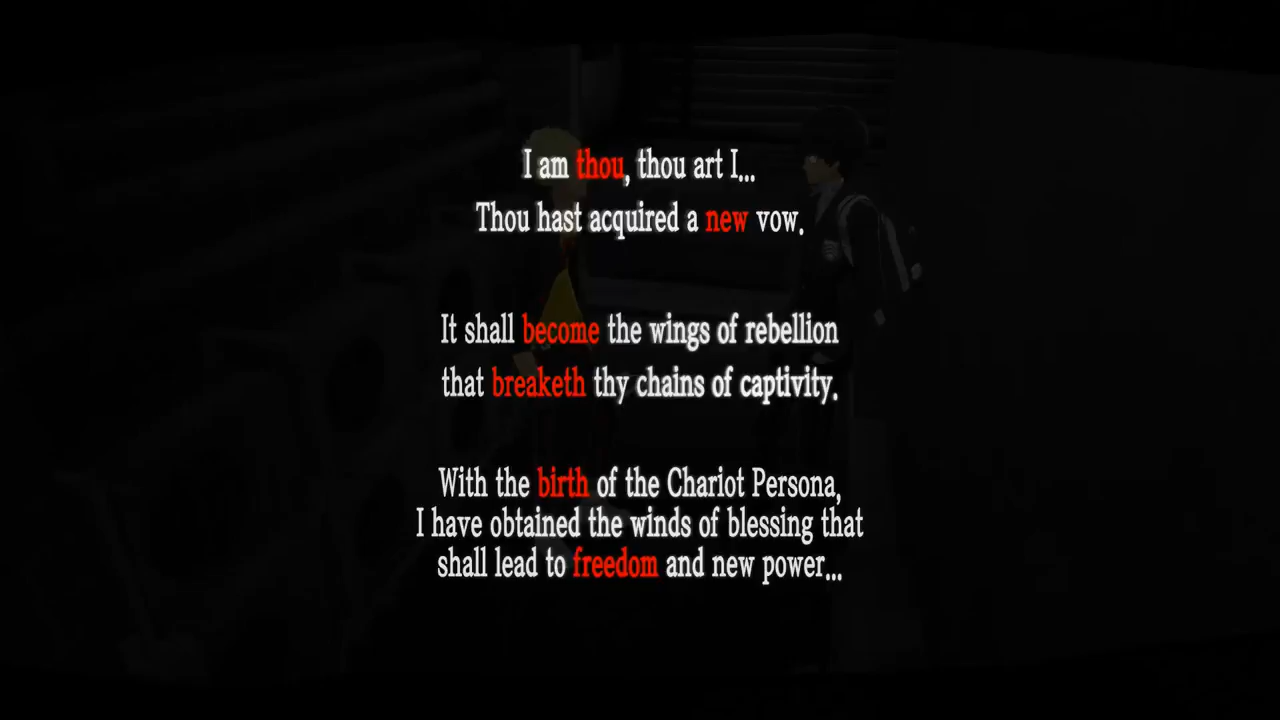 I am thou, thou art I...
Thou hast acquired a new vow.
It shall become the wings of rebellion
that breaketh thy chains of captivity.
With the birth of the Chariot Persona,
I have obtained the winds of blessing that
shall lead to freedom and new power...